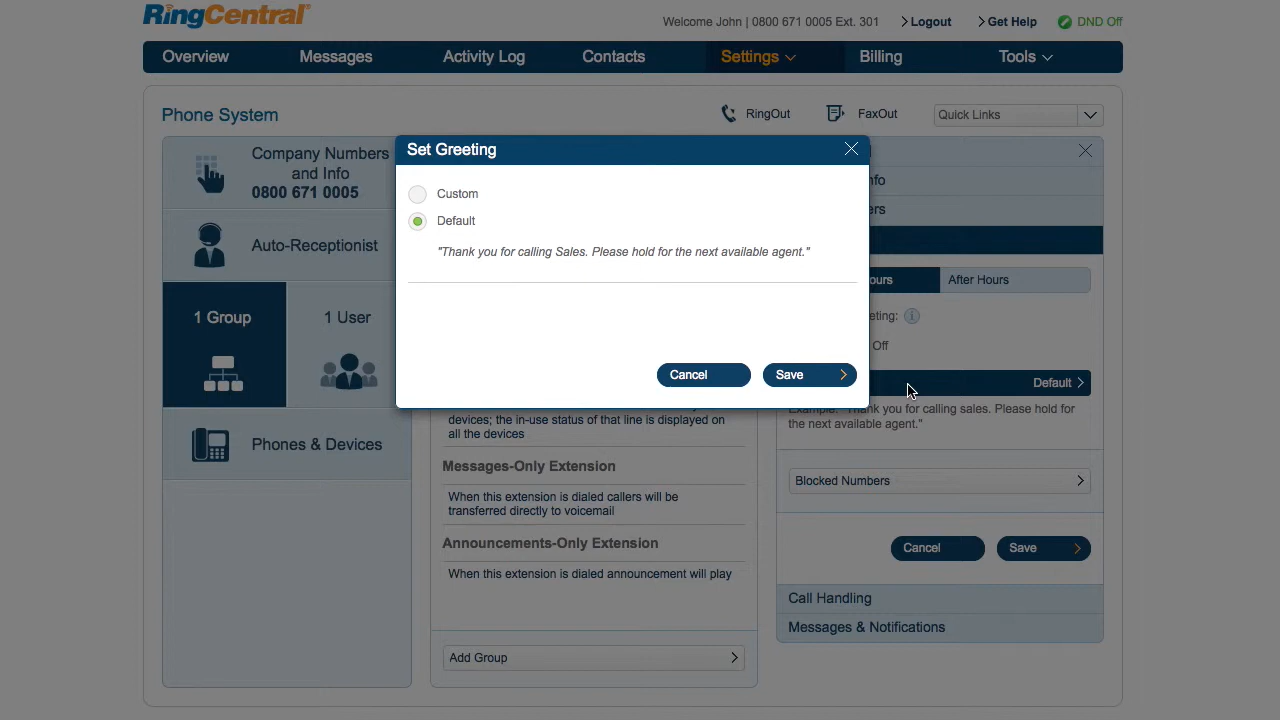 RingCentral®
Welcome John | 0800 671 0005 Ext. 301
Logout
Get Help
DND Off
Overview
Messages
Activity Log
Contacts
Settings
Billing
Tools
Phone System
RingOut
FaxOut
Quick Links
Company Numbers
and Info
0800 671 0005
Auto-Receptionist
1 Group
1 User
Phones & Devices
Set Greeting
Custom
Default
"Thank you for calling Sales. Please hold for the next available agent."
Cancel
Save
devices; the in-use status of that line is displayed on
all the devices
Messages-Only Extension
When this extension is dialed callers will be
transferred directly to voicemail
Announcements-Only Extension
When this extension is dialed announcement will play
Add Group
nfo
ers
ours
After Hours
eting:
Off
Default
Example: "Thank you for calling sales. Please hold for
the next available agent."
Blocked Numbers
Cancel
Save
Call Handling
Messages & Notifications